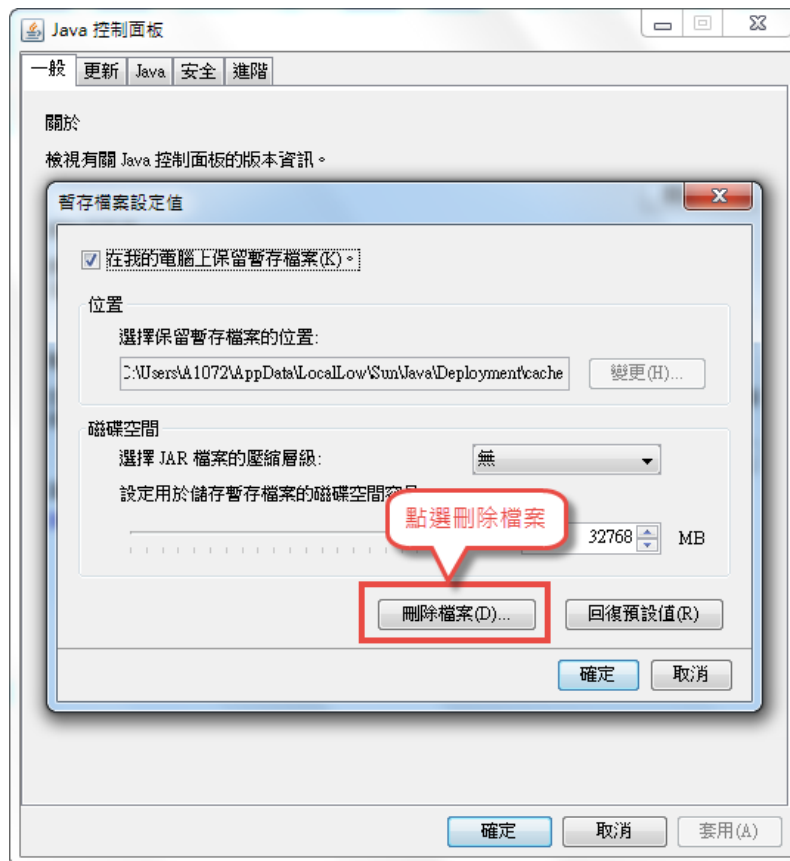 Java 控制面板
一般 更新 Java 安全 進階
關於
檢視有關 Java 控制面板的版本資訊。
暫存檔案設定值
在我的電腦上保留暫存檔案(K)。
位置
選擇保留暫存檔案的位置:
:\Users\A1072\AppData\LocalLow\Sun\Java\Deployment\cache 變更(H)...
磁碟空間
選擇 JAR 檔案的壓縮層級: 無
設定用於儲存暫存檔案的磁碟空間
點選刪除檔案
32768 MB
刪除檔案(D)... 回復預設值(R)
確定 取消
確定 取消 套用(A)